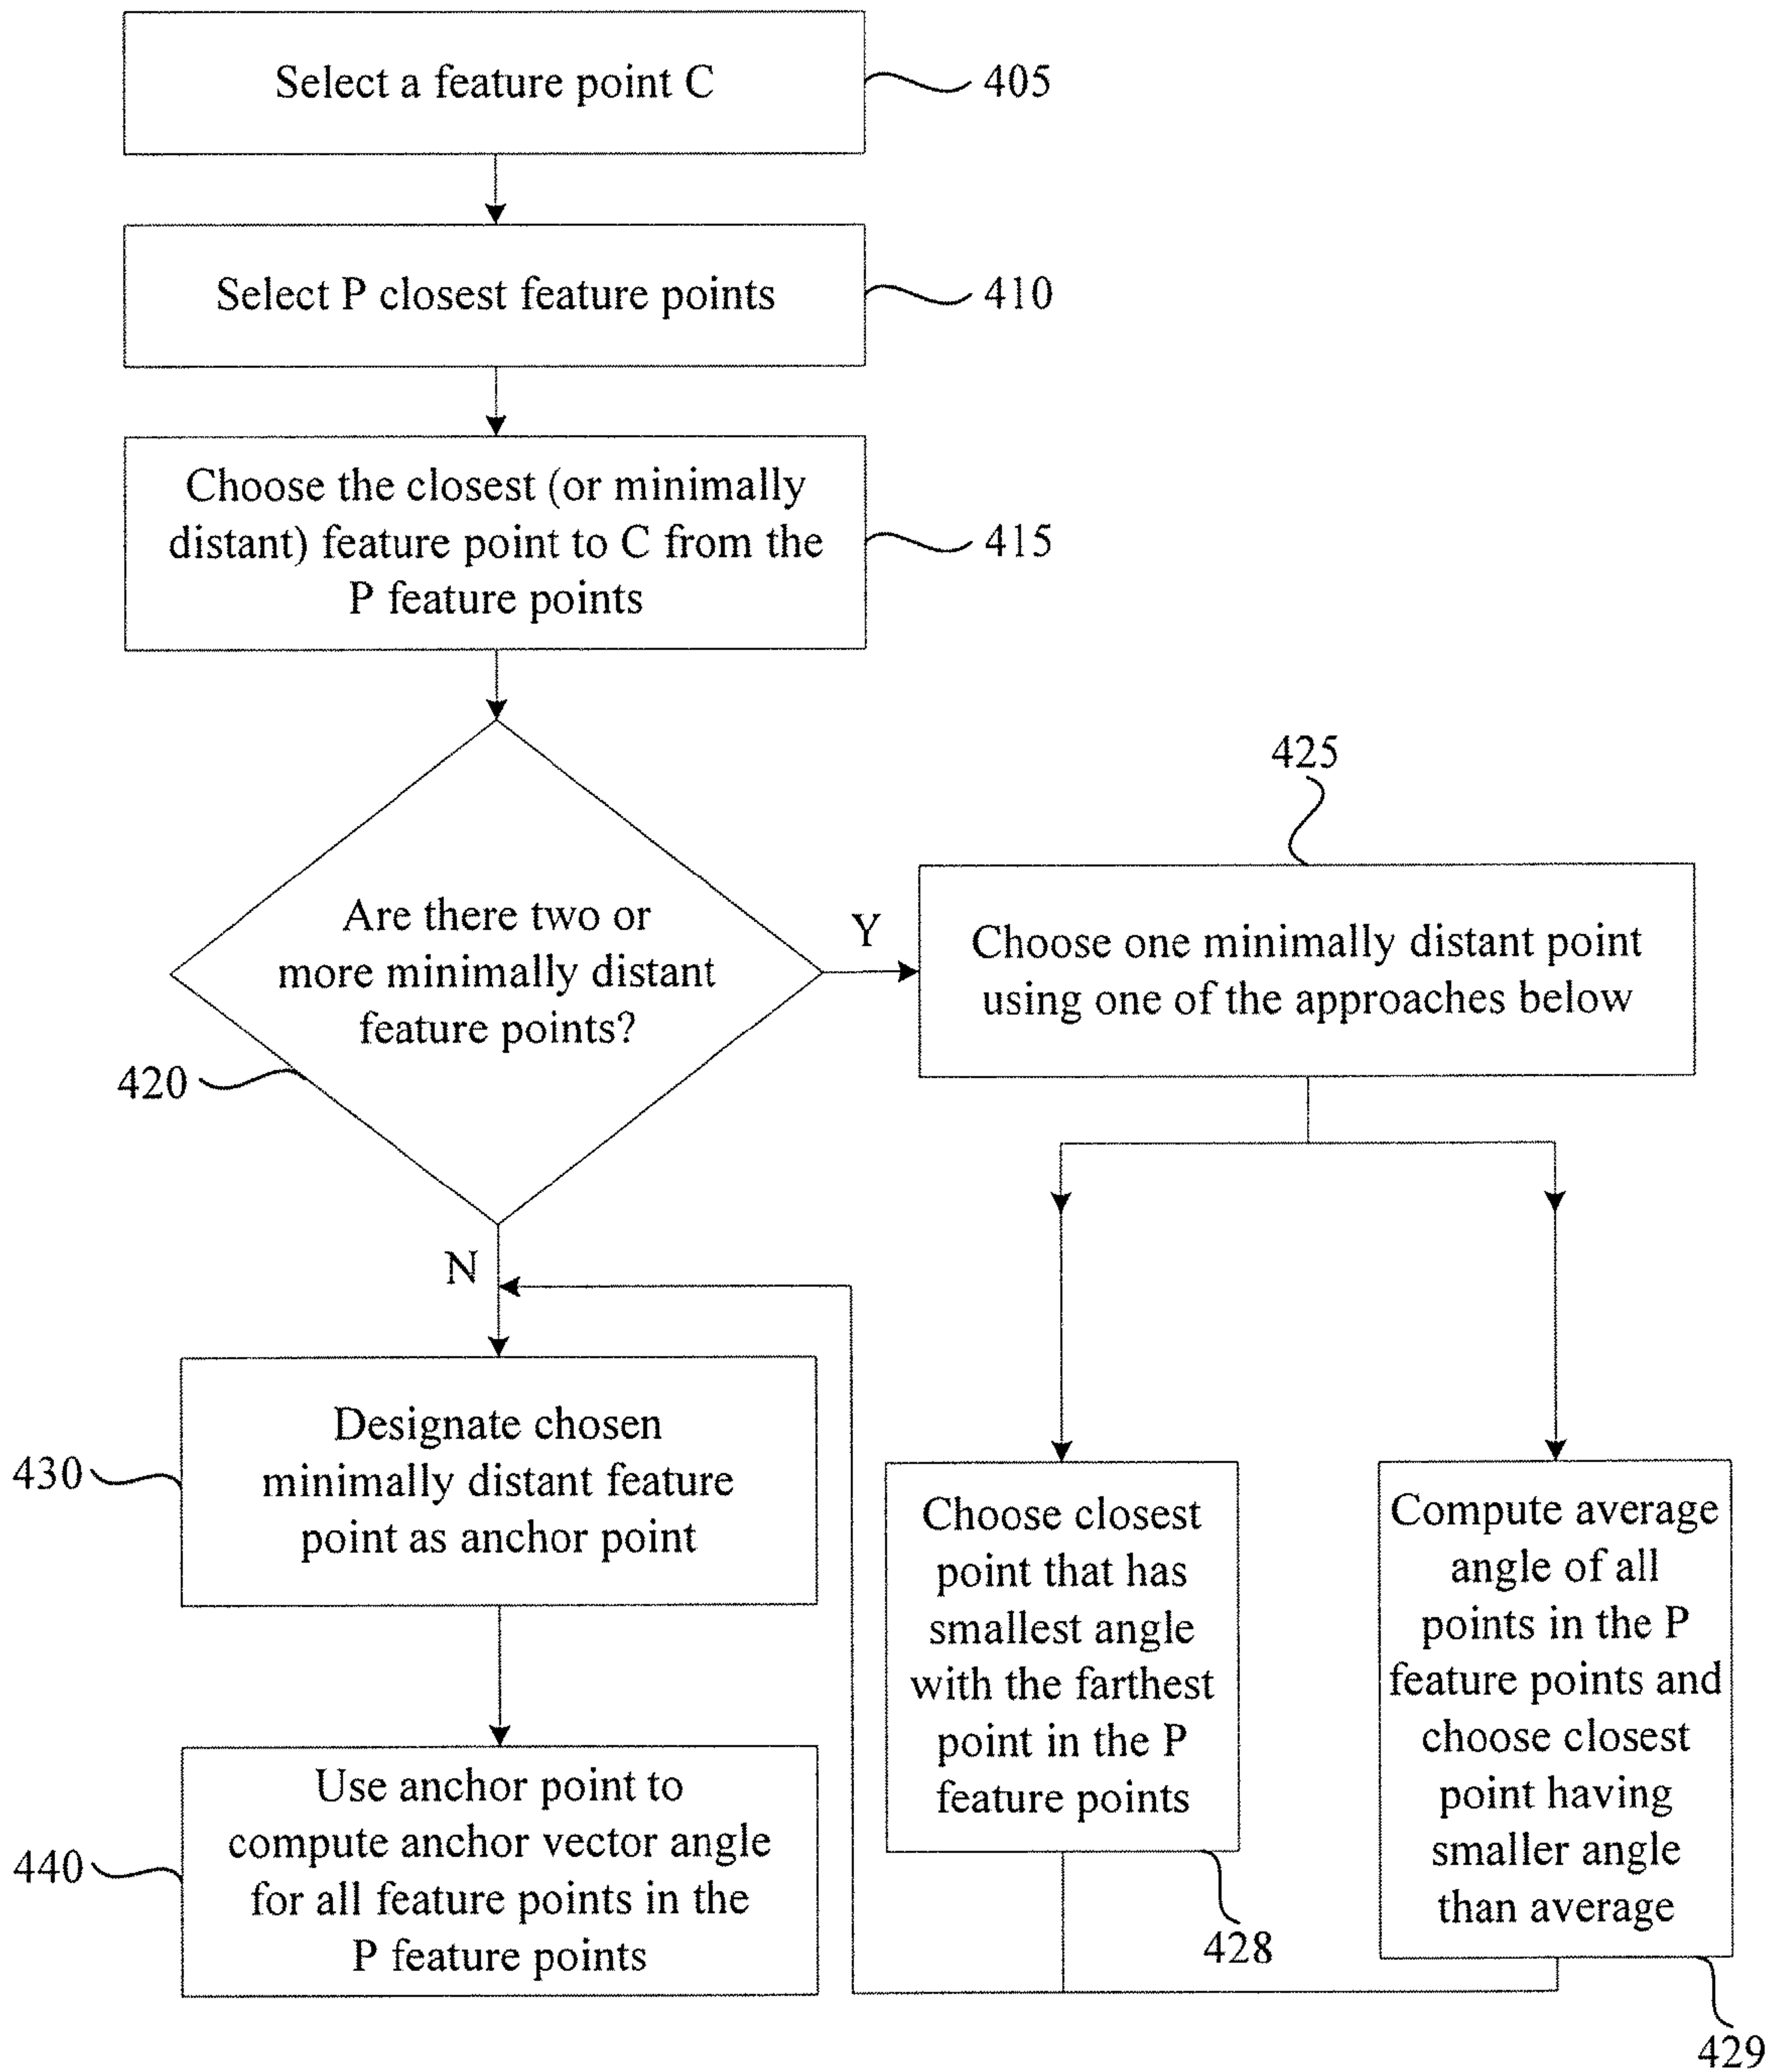 Select a feature point C
405
Select P closest feature points
410
Choose the closest (or minimally
distant) feature point to C from the
P feature points
415
Are there two or
more minimally distant
feature points?
420
Y
N
425
Choose one minimally distant point
using one of the approaches below
Designate chosen
minimally distant feature
point as anchor point
430
Use anchor point to
compute anchor vector angle
for all feature points in the
P feature points
440
Choose closest
point that has
smallest angle
with the farthest
point in the P
feature points
428
Compute average
angle of all
points in the P
feature points and
choose closest
point having
smaller angle
than average
429